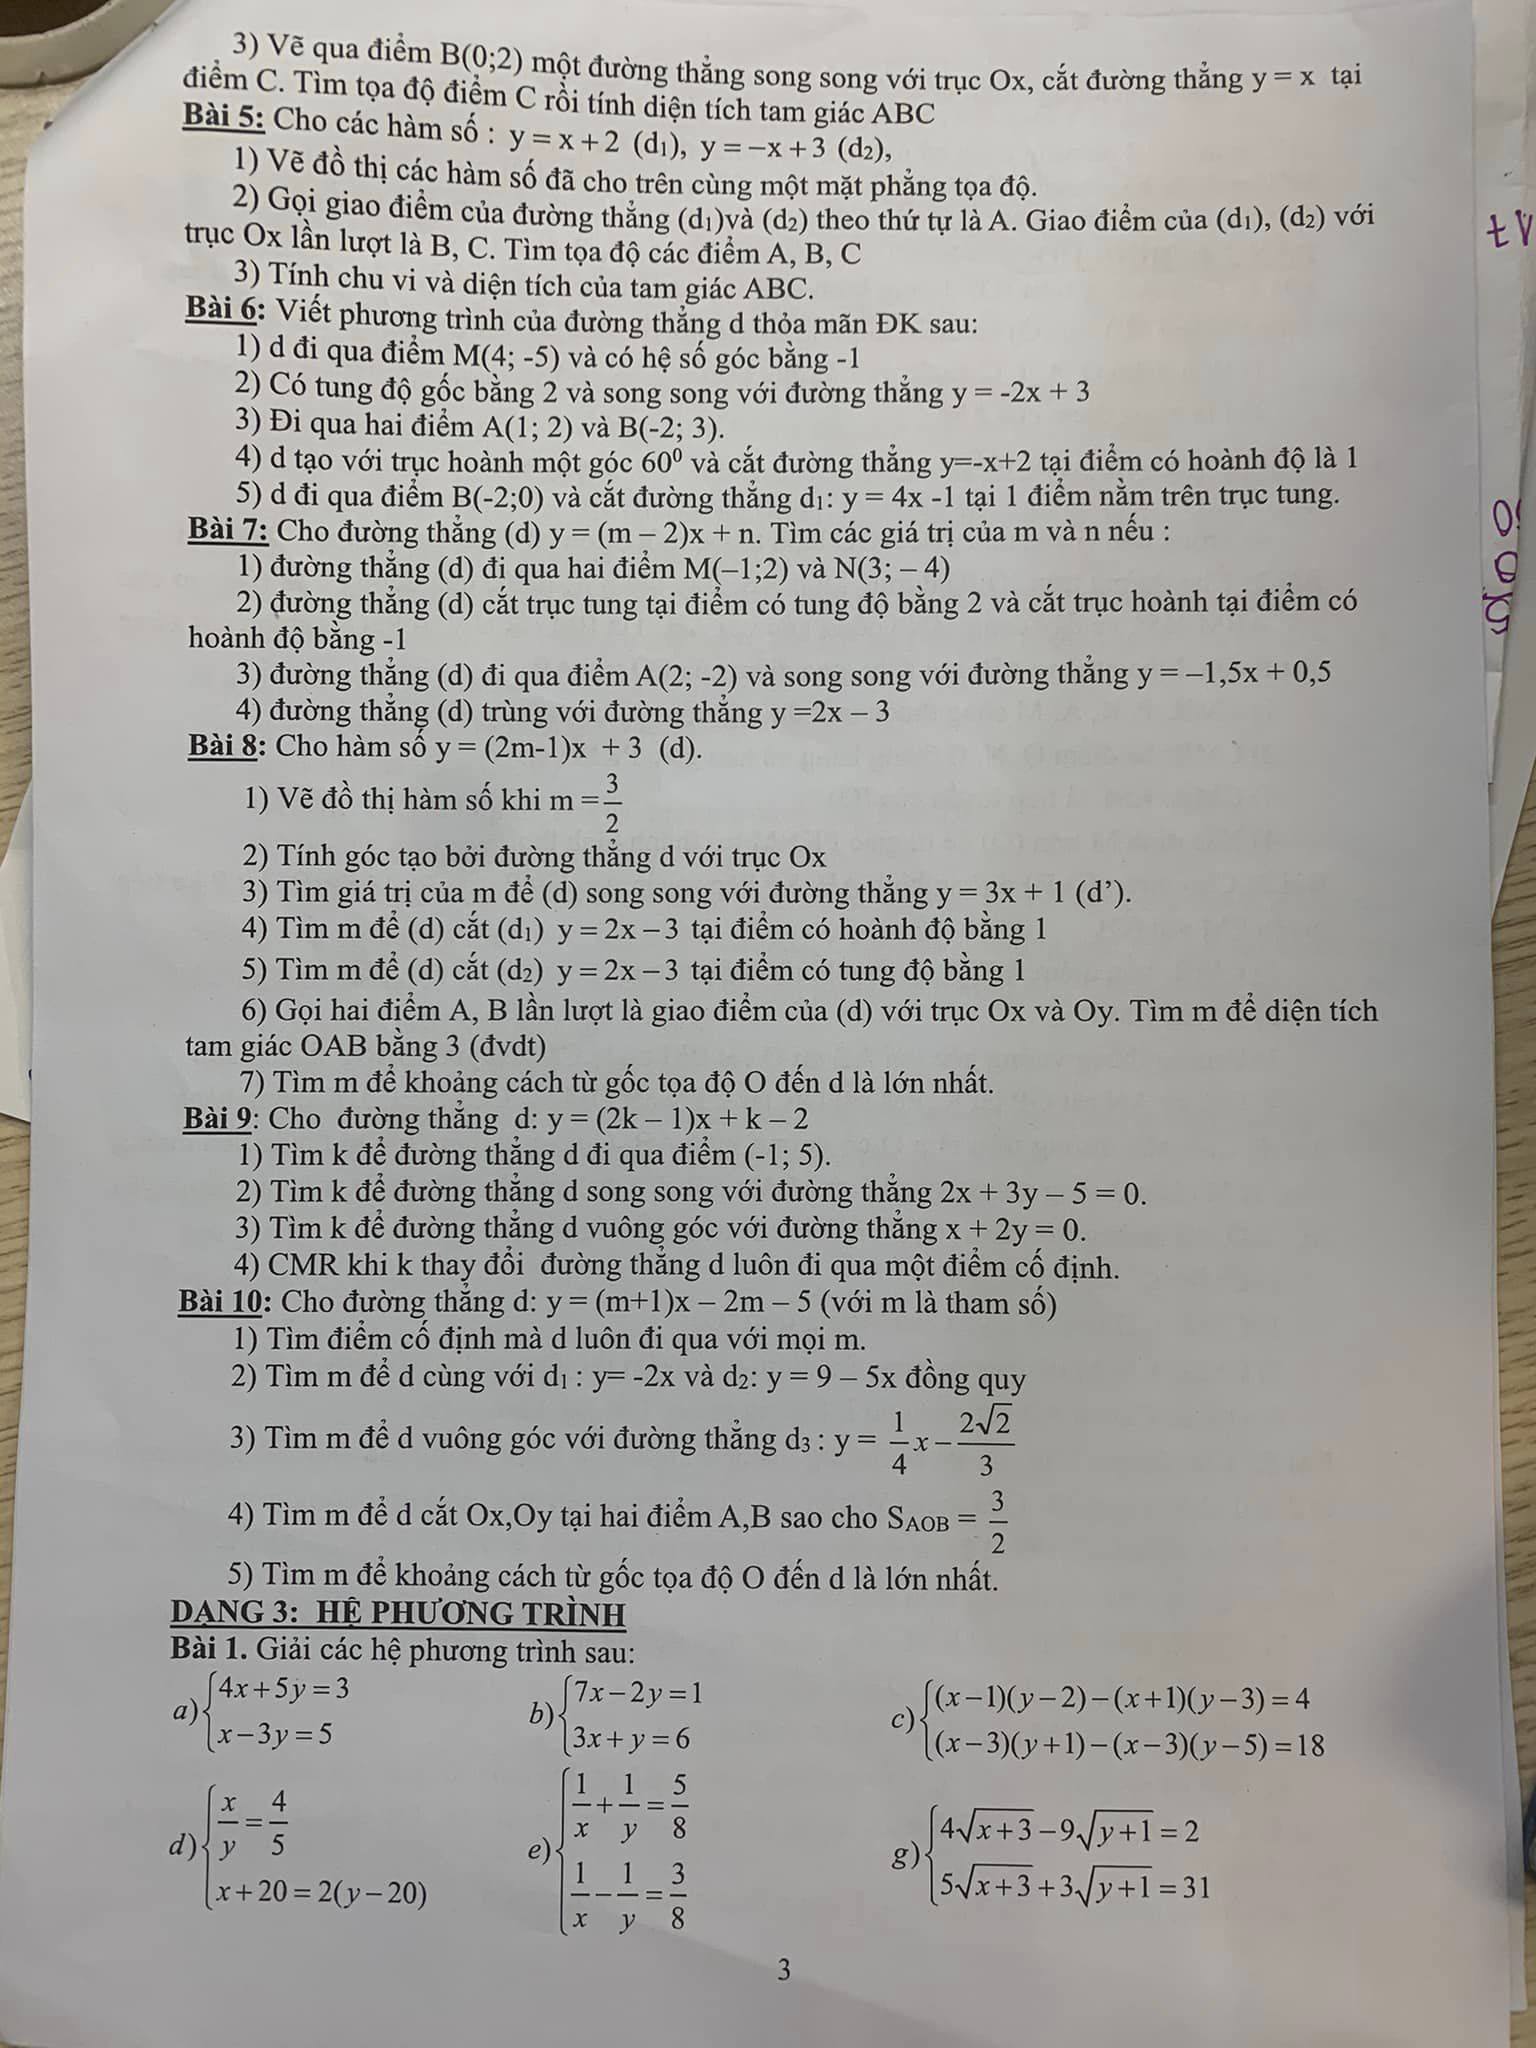 3) Vẽ qua điểm B(0;2) một đường thẳng song song với trục Ox, cắt đường thẳng y = x tại
điểm C. Tìm tọa độ điểm C rồi tính diện tích tam giác ABC
Bài 5: Cho các hàm số : y = x + 2 (d₁), y = −x + 3 (d₂),
1) Vẽ đồ thị các hàm số đã cho trên cùng một mặt phẳng tọa độ.
2) Gọi giao điểm của đường thẳng (d₁)và (d₂) theo thứ tự là A. Giao điểm của (d₁), (d₂) với
trục Ox lần lượt là B, C. Tìm tọa độ các điểm A, B, C
3) Tính chu vi và diện tích của tam giác ABC.
Bài 6: Viết phương trình của đường thẳng d thỏa mãn ĐK sau:
1) d đi qua điểm M(4; -5) và có hệ số góc bằng -1
2) Có tung độ gốc bằng 2 và song song với đường thẳng y = -2x + 3
3) Đi qua hai điểm A(1; 2) và B(-2; 3).
4) d tạo với trục hoành một góc 60⁰ và cắt đường thẳng y=-x+2 tại điểm có hoành độ là 1
5) d đi qua điểm B(-2;0) và cắt đường thẳng d₁: y = 4x -1 tại 1 điểm nằm trên trục tung.
Bài 7: Cho đường thẳng (d) y = (m – 2)x + n. Tìm các giá trị của m và n nếu :
1) đường thẳng (d) đi qua hai điểm M(–1;2) và N(3; – 4)
2) đường thẳng (d) cắt trục tung tại điểm có tung độ bằng 2 và cắt trục hoành tại điểm có
hoành độ bằng -1
3) đường thẳng (d) đi qua điểm A(2; -2) và song song với đường thẳng y = –1,5x + 0,5
4) đường thẳng (d) trùng với đường thẳng y =2x – 3
Bài 8: Cho hàm số y = (2m-1)x + 3 (d).
1) Vẽ đồ thị hàm số khi m = 3/2
2) Tính góc tạo bởi đường thẳng d với trục Ox
3) Tìm giá trị của m để (d) song song với đường thẳng y = 3x + 1 (d’).
4) Tìm m để (d) cắt (d₁) y = 2x – 3 tại điểm có hoành độ bằng 1
5) Tìm m để (d) cắt (d₂) y = 2x – 3 tại điểm có tung độ bằng 1
6) Gọi hai điểm A, B lần lượt là giao điểm của (d) với trục Ox và Oy. Tìm m để diện tích
tam giác OAB bằng 3 (đvdt)
7) Tìm m để khoảng cách từ gốc tọa độ O đến d là lớn nhất.
Bài 9: Cho đường thẳng d: y = (2k – 1)x + k – 2
1) Tìm k để đường thẳng d đi qua điểm (-1; 5).
2) Tìm k để đường thẳng d song song với đường thẳng 2x + 3y – 5 = 0.
3) Tìm k để đường thẳng d vuông góc với đường thẳng x + 2y = 0.
4) CMR khi k thay đổi đường thẳng d luôn đi qua một điểm cố định.
Bài 10: Cho đường thẳng d: y = (m+1)x – 2m – 5 (với m là tham số)
1) Tìm điểm cố định mà d luôn đi qua với mọi m.
2) Tìm m để d cùng với d₁ : y= -2x và d₂: y = 9 – 5x đồng quy
3) Tìm m để d vuông góc với đường thẳng d₃ : y = 1/4 x − 2√2/3
4) Tìm m để d cắt Ox,Oy tại hai điểm A,B sao cho S_AOB = 3/2
5) Tìm m để khoảng cách từ gốc tọa độ O đến d là lớn nhất.
DẠNG 3: HỆ PHƯƠNG TRÌNH
Bài 1. Giải các hệ phương trình sau:
a) { 4x + 5y = 3
x − 3y = 5
b) { 7x − 2y = 1
3x + y = 6
c) { (x−1)(y−2)−(x+1)(y−3) = 4
(x−3)(y+1)−(x−3)(y−5) = 18
d) { x/y = 4/5
x + 20 = 2(y − 20)
e) { 1/x + 1/y = 5/8
1/x − 1/y = 3/8
g) { 4√(x+3) − 9√(y+1) = 2
5√(x+3) + 3√(y+1) = 31
3